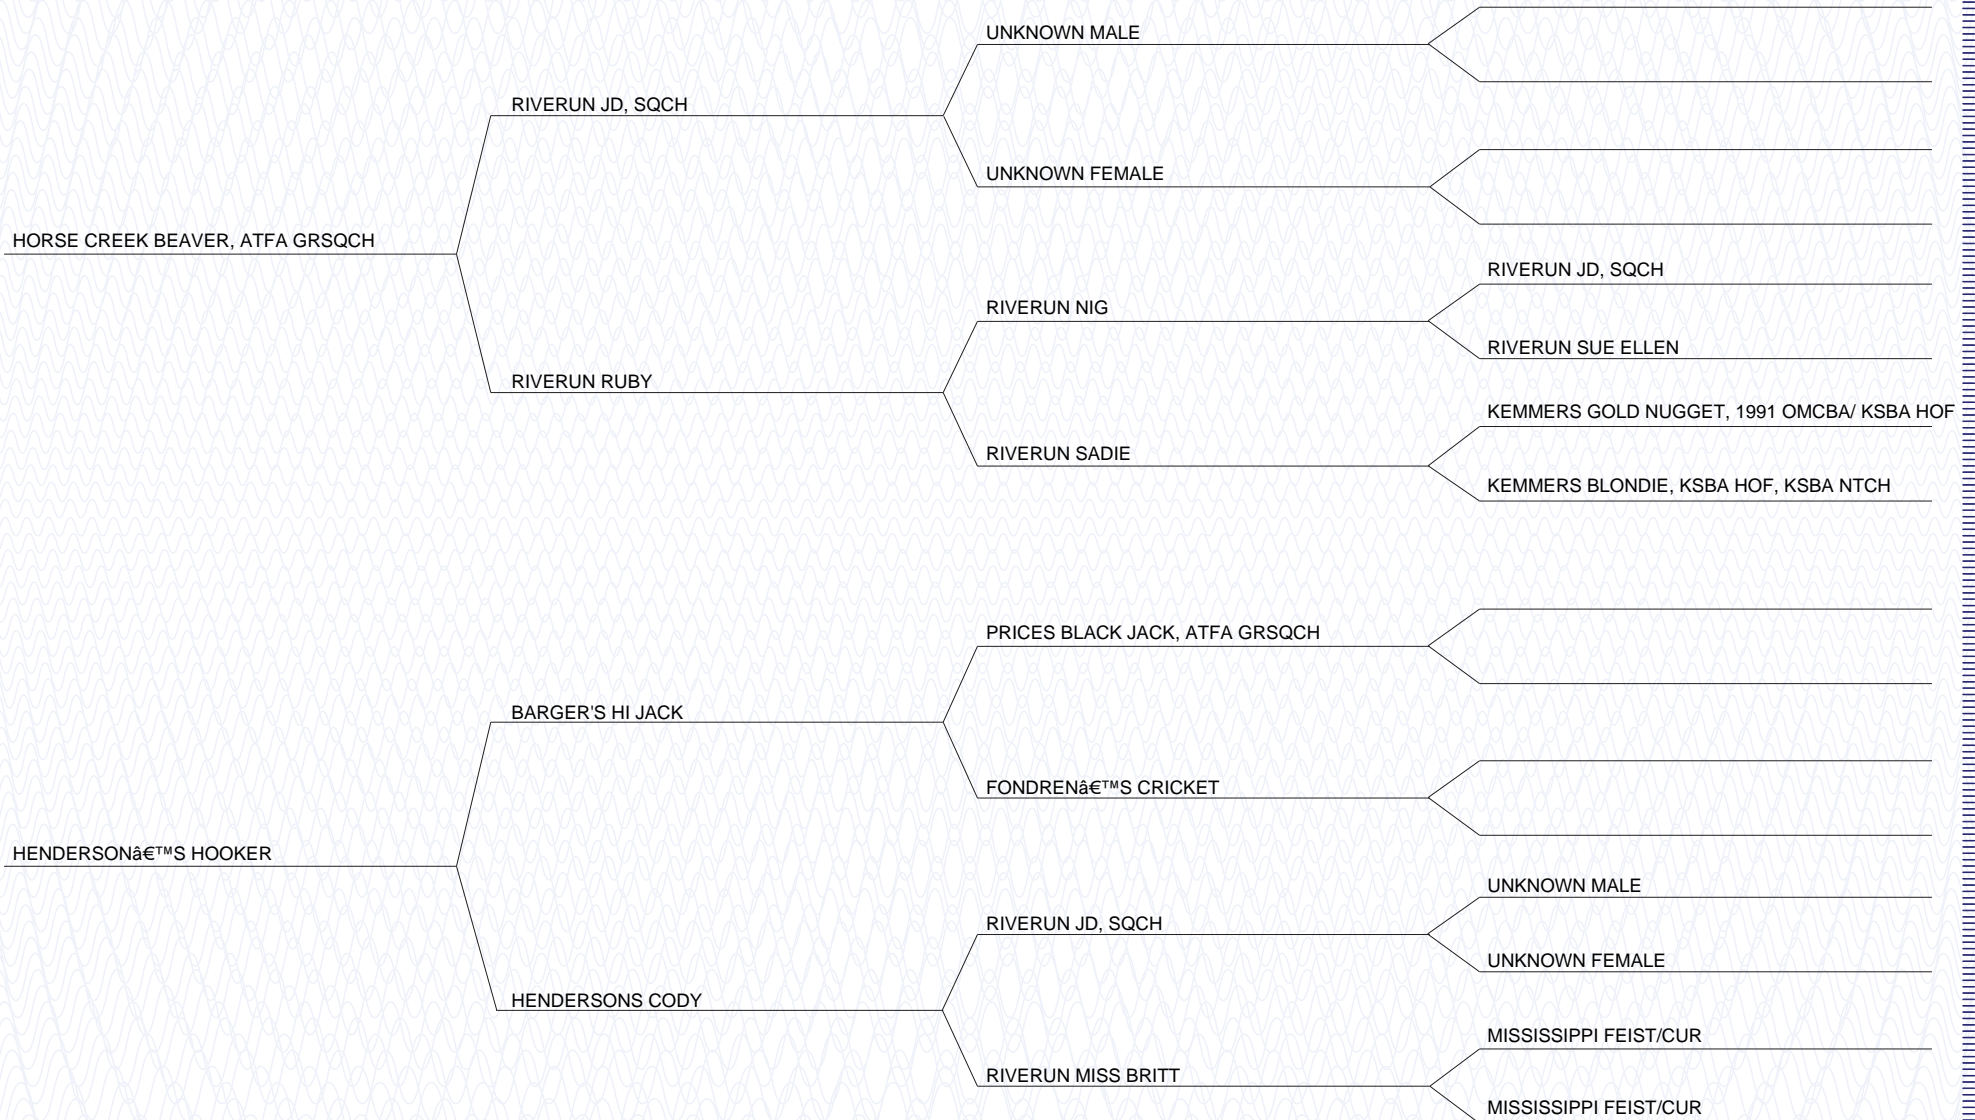 UNKNOWN MALE
RIVERUN JD, SQCH
UNKNOWN FEMALE
HORSE CREEK BEAVER, ATFA GRSQCH
RIVERUN JD, SQCH
RIVERUN NIG
RIVERUN SUE ELLEN
RIVERUN RUBY
KEMMERS GOLD NUGGET, 1991 OMCBA/ KSBA HOF
RIVERUN SADIE
KEMMERS BLONDIE, KSBA HOF, KSBA NTCH
PRICES BLACK JACK, ATFA GRSQCH
BARGER'S HI JACK
FONDRENâ€™S CRICKET
HENDERSONâ€™S HOOKER
UNKNOWN MALE
RIVERUN JD, SQCH
UNKNOWN FEMALE
HENDERSONS CODY
MISSISSIPPI FEIST/CUR
RIVERUN MISS BRITT
MISSISSIPPI FEIST/CUR